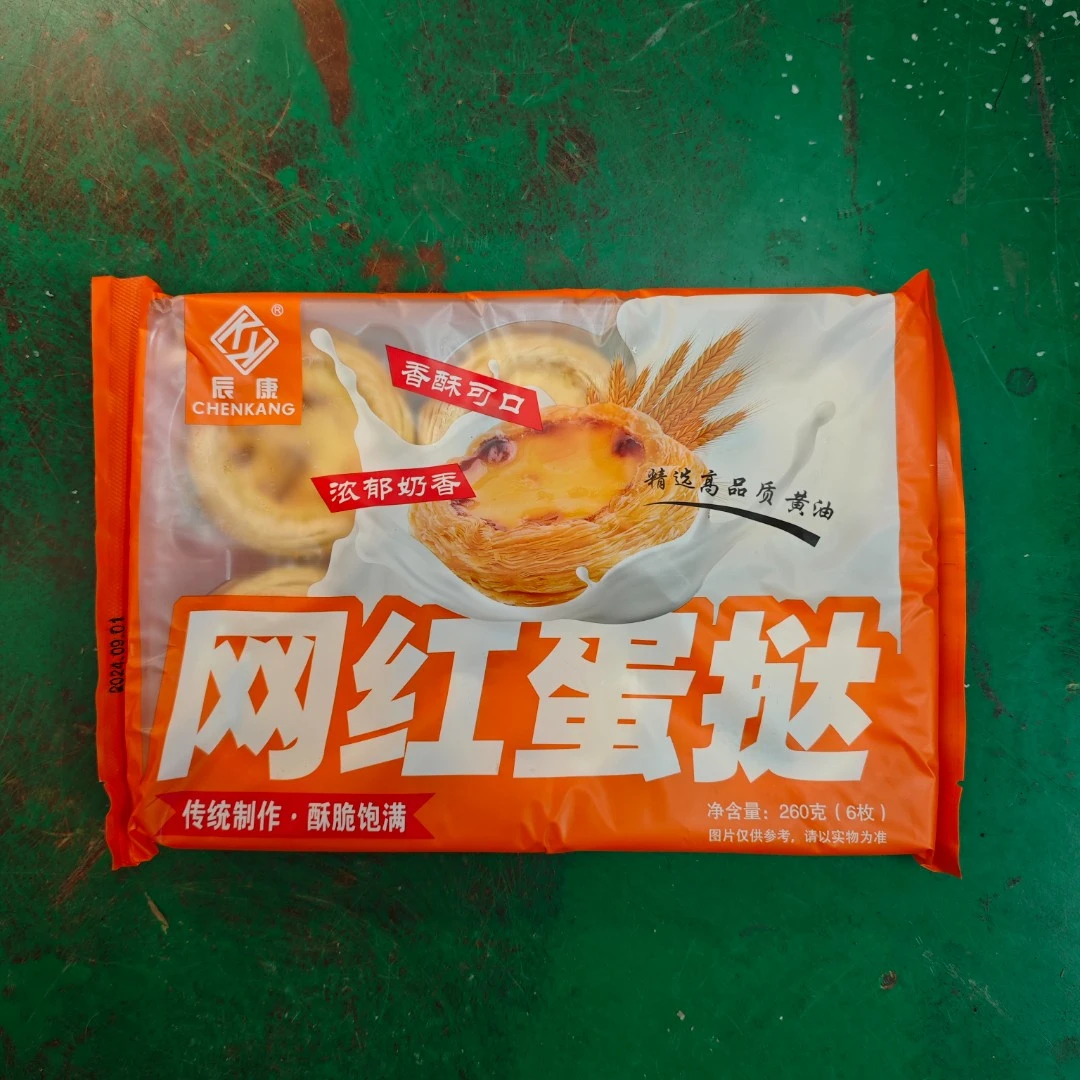 ®
辰康
CHENKANG
香酥可口
浓郁奶香
精选高品质黄油
网红蛋挞
2024.09.01
传统制作·酥脆饱满
净含量：260克（6枚）
图片仅供参考，请以实物为准